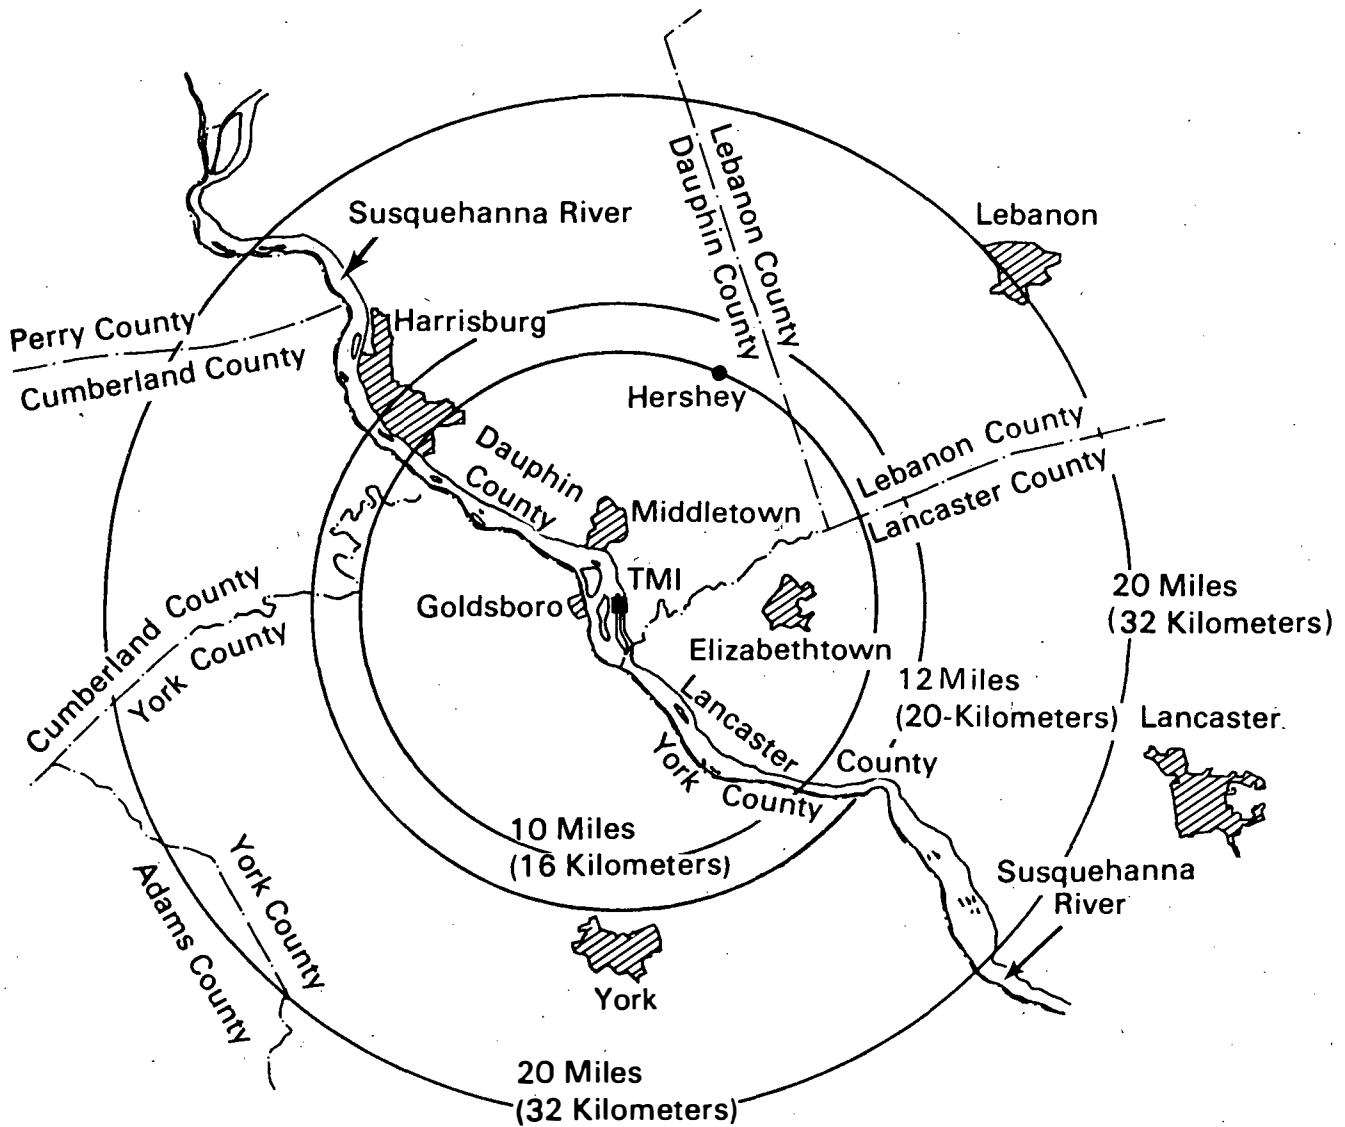 Lebanon County
Dauphin County
Susquehanna River
Lebanon
Perry County
Cumberland County
Harrisburg
Hershey
Lebanon County
Lancaster County
Dauphin
County
Middletown
TMI
Goldsboro
Elizabethtown
20 Miles
(32 Kilometers)
Cumberland County
York County
12 Miles
(20-Kilometers)
Lancaster
Lancaster
County
York
County
10 Miles
(16 Kilometers)
York County
Adams County
Susquehanna
River
York
20 Miles
(32 Kilometers)